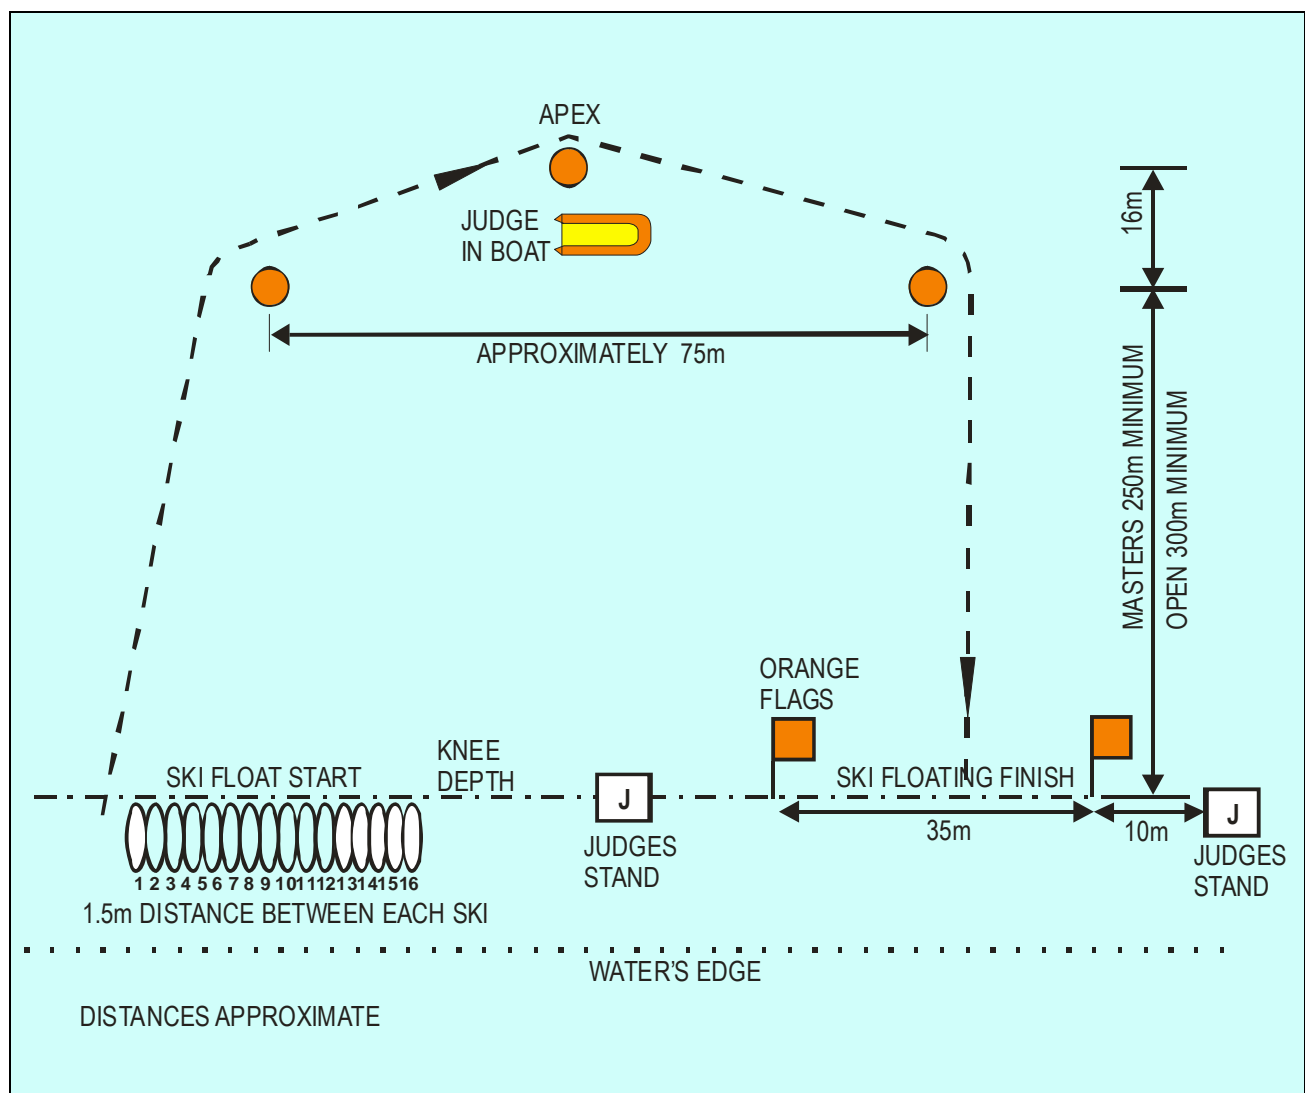 APEX
JUDGE
IN BOAT
16m
APPROXIMATELY 75m
MASTERS 250m MINIMUM
OPEN 300m MINIMUM
ORANGE
FLAGS
KNEE
DEPTH
SKI FLOAT START
SKI FLOATING FINISH
J
JUDGES
STAND
35m
10m
J
JUDGES
STAND
1 2 3 4 5 6 7 8 9 10 11 12 13 14 15 16
1.5m DISTANCE BETWEEN EACH SKI
WATER'S EDGE
DISTANCES APPROXIMATE